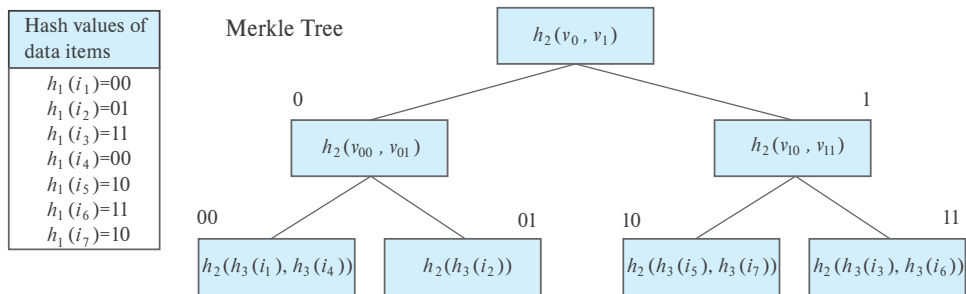 Hash values of
data items
h₁(i₁)=00
h₁(i₂)=01
h₁(i₃)=11
h₁(i₄)=00
h₁(i₅)=10
h₁(i₆)=11
h₁(i₇)=10
Merkle Tree
h₂(v₀ , v₁)
0
1
h₂(v₀₀ , v₀₁)
h₂(v₁₀ , v₁₁)
00
01
10
11
h₂(h₃(i₁), h₃(i₄))
h₂(h₃(i₂))
h₂(h₃(i₅), h₃(i₇))
h₂(h₃(i₃), h₃(i₆))